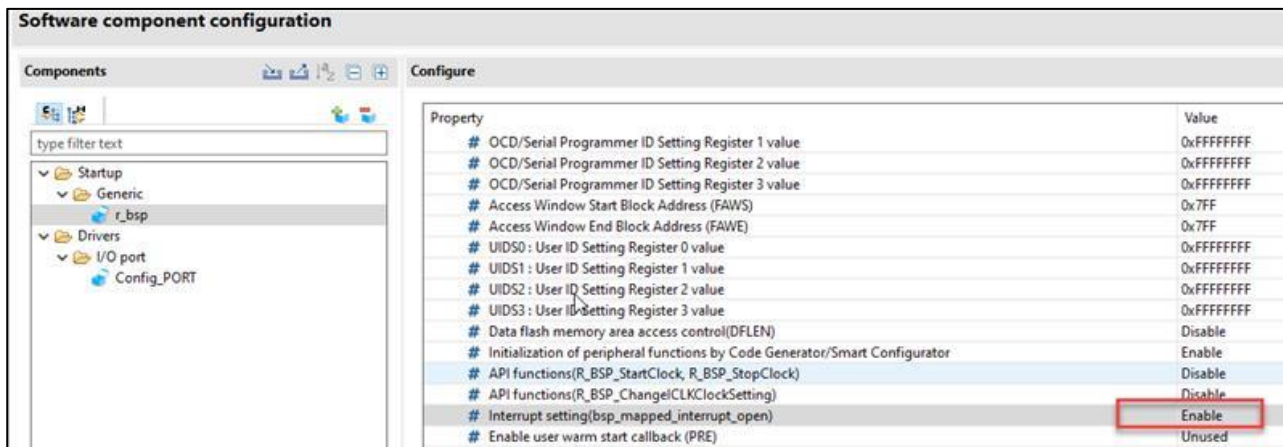 Software component configuration
Components
Configure
type filter text
Startup
Generic
r_bsp
Drivers
I/O port
Config_PORT
Property Value
# OCD/Serial Programmer ID Setting Register 1 value 0xFFFFFFFF
# OCD/Serial Programmer ID Setting Register 2 value 0xFFFFFFFF
# OCD/Serial Programmer ID Setting Register 3 value 0xFFFFFFFF
# Access Window Start Block Address (FAWS) 0x7FF
# Access Window End Block Address (FAWE) 0x7FF
# UIDS0 : User ID Setting Register 0 value 0xFFFFFFFF
# UIDS1 : User ID Setting Register 1 value 0xFFFFFFFF
# UIDS2 : User ID Setting Register 2 value 0xFFFFFFFF
# UIDS3 : User ID Setting Register 3 value 0xFFFFFFFF
# Data flash memory area access control(DFLEN) Disable
# Initialization of peripheral functions by Code Generator/Smart Configurator Enable
# API functions(R_BSP_StartClock, R_BSP_StopClock) Disable
# API functions(R_BSP_ChangeICLKClockSetting) Disable
# Interrupt setting(bsp_mapped_interrupt_open) Enable
# Enable user warm start callback (PRE) Unused